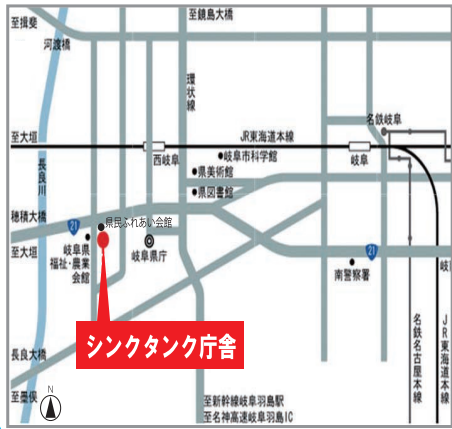 至揖斐
至鏡島大橋
河渡橋
環状線
名鉄岐阜
至大垣
JR東海道本線
西岐阜
岐阜市科学館
岐阜
県美術館
長良川
県図書館
穂積大橋
21
県民ふれあい会館
至大垣
岐阜県
福祉・農業
会館
岐阜県庁
21
南警察署
岐
シンクタンク庁舎
長良大橋
名鉄名古屋本線
JR東海道本線
至墨俣
N
至新幹線岐阜羽島駅
至名神高速岐阜羽島IC